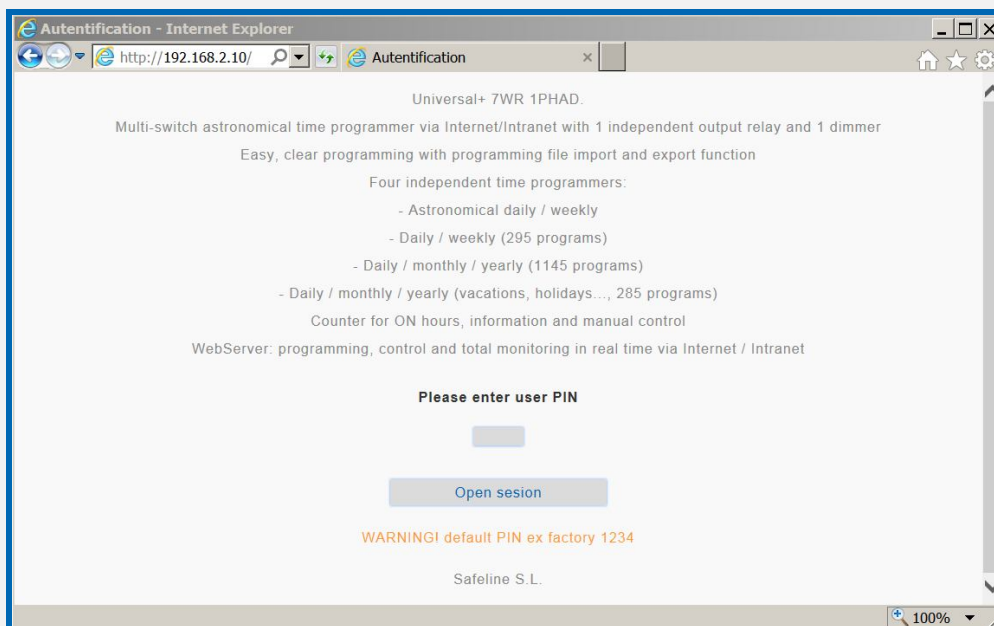 Autentification - Internet Explorer
http://192.168.2.10/
Autentification
Universal+ 7WR 1PHAD.
Multi-switch astronomical time programmer via Internet/Intranet with 1 independent output relay and 1 dimmer
Easy, clear programming with programming file import and export function
Four independent time programmers:
- Astronomical daily / weekly
- Daily / weekly (295 programs)
- Daily / monthly / yearly (1145 programs)
- Daily / monthly / yearly (vacations, holidays..., 285 programs)
Counter for ON hours, information and manual control
WebServer: programming, control and total monitoring in real time via Internet / Intranet
Please enter user PIN
Open sesion
WARNING! default PIN ex factory 1234
Safeline S.L.
100%